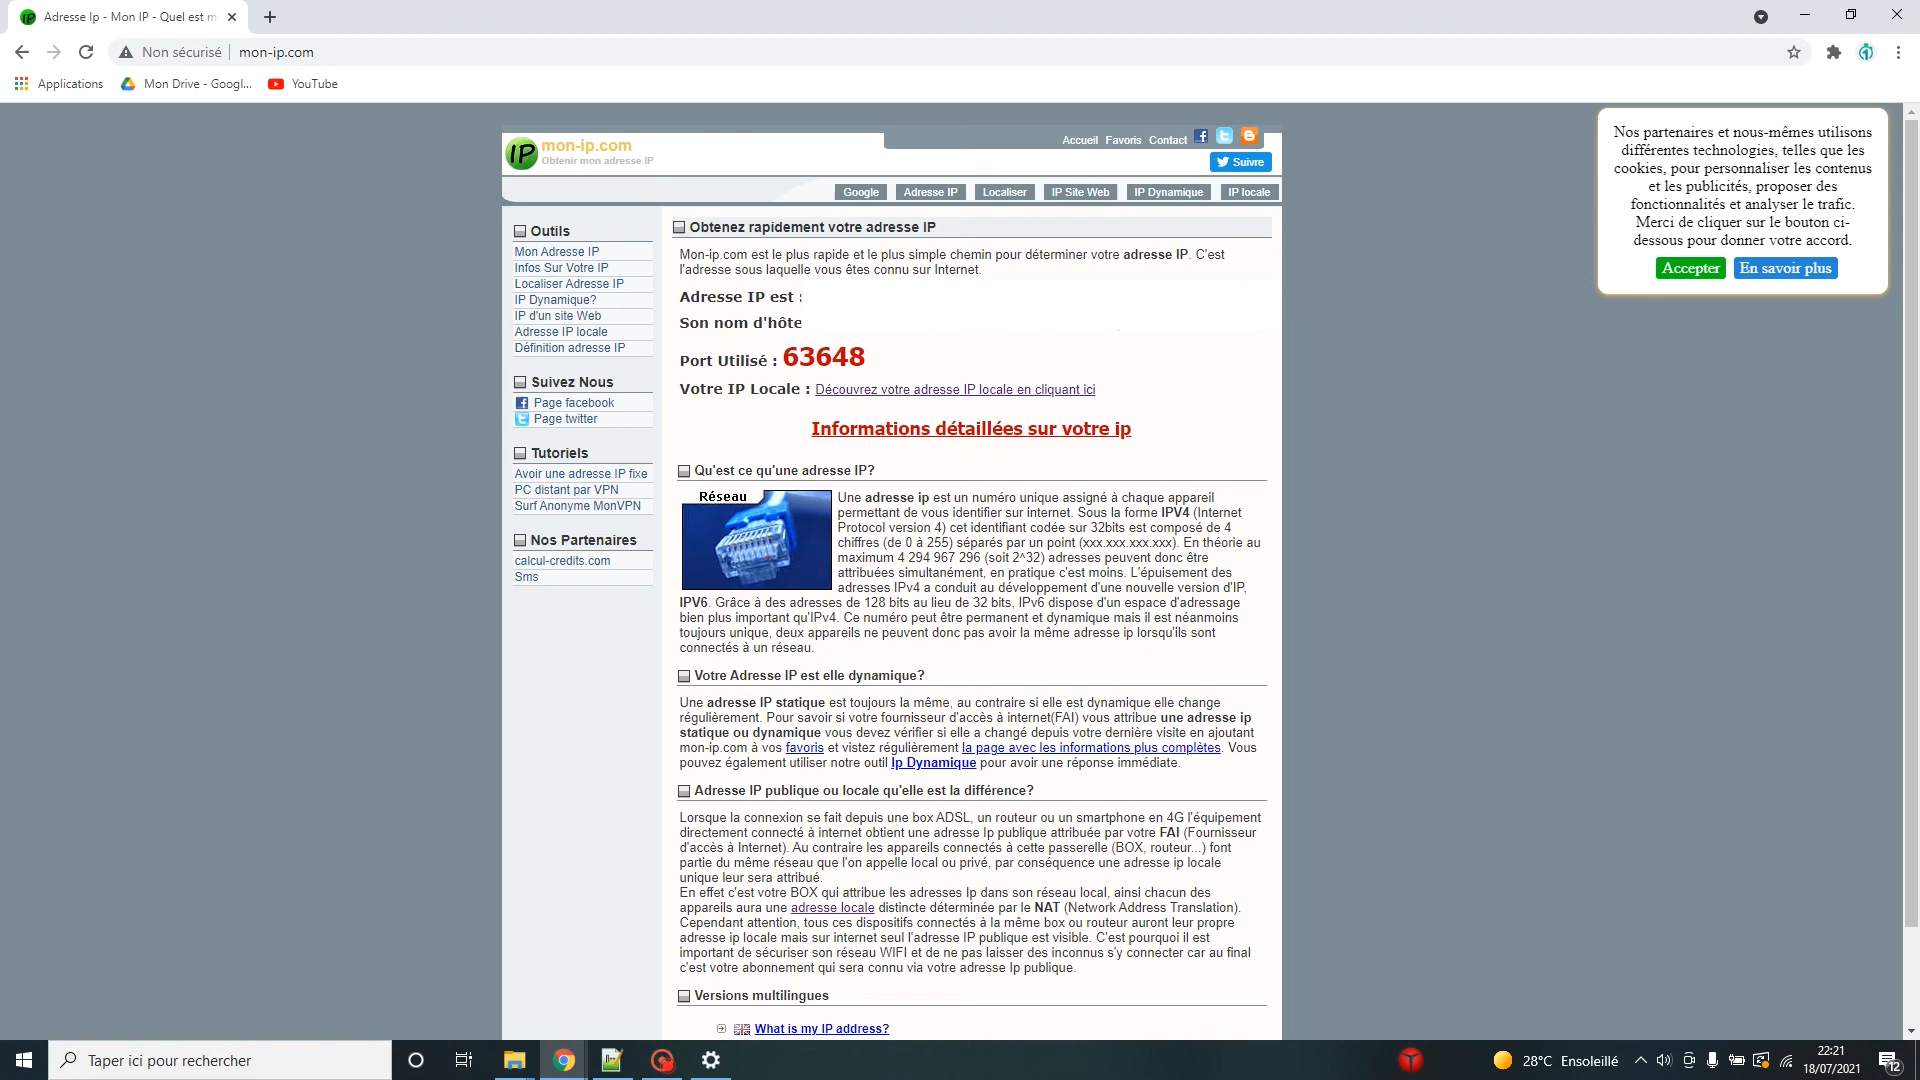 Adresse Ip - Mon IP - Quel est m
Non sécurisé
mon-ip.com
Applications
Mon Drive - Googl...
YouTube
Nos partenaires et nous-mêmes utilisons
différentes technologies, telles que les
cookies, pour personnaliser les contenus
et les publicités, proposer des
fonctionnalités et analyser le trafic.
Merci de cliquer sur le bouton ci-
dessous pour donner votre accord.
Accepter En savoir plus
IP
mon-ip.com
Obtenir mon adresse IP
Accueil Favoris Contact
Suivre
Google Adresse IP Localiser IP Site Web IP Dynamique IP locale
Outils
Mon Adresse IP
Infos Sur Votre IP
Localiser Adresse IP
IP Dynamique?
IP d'un site Web
Adresse IP locale
Définition adresse IP
Suivez Nous
Page facebook
Page twitter
Tutoriels
Avoir une adresse IP fixe
PC distant par VPN
Surf Anonyme MonVPN
Nos Partenaires
calcul-credits.com
Sms
Obtenez rapidement votre adresse IP
Mon-ip.com est le plus rapide et le plus simple chemin pour déterminer votre adresse IP. C'est
l'adresse sous laquelle vous êtes connu sur Internet.
Adresse IP est :
Son nom d'hôte
Port Utilisé : 63648
Votre IP Locale : Découvrez votre adresse IP locale en cliquant ici
Informations détaillées sur votre ip
Qu'est ce qu'une adresse IP?
Réseau
Une adresse ip est un numéro unique assigné à chaque appareil
permettant de vous identifier sur internet. Sous la forme IPV4 (Internet
Protocol version 4) cet identifiant codée sur 32bits est composé de 4
chiffres (de 0 à 255) séparés par un point (xxx.xxx.xxx.xxx). En théorie au
maximum 4 294 967 296 (soit 2^32) adresses peuvent donc être
attribuées simultanément, en pratique c'est moins. L'épuisement des
adresses IPv4 a conduit au développement d'une nouvelle version d'IP,
IPV6. Grâce à des adresses de 128 bits au lieu de 32 bits, IPv6 dispose d'un espace d'adressage
bien plus important qu'IPv4. Ce numéro peut être permanent et dynamique mais il est néanmoins
toujours unique, deux appareils ne peuvent donc pas avoir la même adresse ip lorsqu'ils sont
connectés à un réseau.
Votre Adresse IP est elle dynamique?
Une adresse IP statique est toujours la même, au contraire si elle est dynamique elle change
régulièrement. Pour savoir si votre fournisseur d'accès à internet(FAI) vous attribue une adresse ip
statique ou dynamique vous devez vérifier si elle a changé depuis votre dernière visite en ajoutant
mon-ip.com à vos favoris et vistez régulièrement la page avec les informations plus complètes. Vous
pouvez également utiliser notre outil Ip Dynamique pour avoir une réponse immédiate.
Adresse IP publique ou locale qu'elle est la différence?
Lorsque la connexion se fait depuis une box ADSL, un routeur ou un smartphone en 4G l'équipement
directement connecté à internet obtient une adresse Ip publique attribuée par votre FAI (Fournisseur
d'accès à Internet). Au contraire les appareils connectés à cette passerelle (BOX, routeur...) font
partie du même réseau que l'on appelle local ou privé, par conséquence une adresse ip locale
unique leur sera attribué.
En effet c'est votre BOX qui attribue les adresses Ip dans son réseau local, ainsi chacun des
appareils aura une adresse locale distincte déterminée par le NAT (Network Address Translation).
Cependant attention, tous ces dispositifs connectés à la même box ou routeur auront leur propre
adresse ip locale mais sur internet seul l'adresse IP publique est visible. C'est pourquoi il est
important de sécuriser son réseau WIFI et de ne pas laisser des inconnus s'y connecter car au final
c'est votre abonnement qui sera connu via votre adresse Ip publique.
Versions multilingues
What is my IP address?
Taper ici pour rechercher
28°C Ensoleillé
22:21
18/07/2021
12